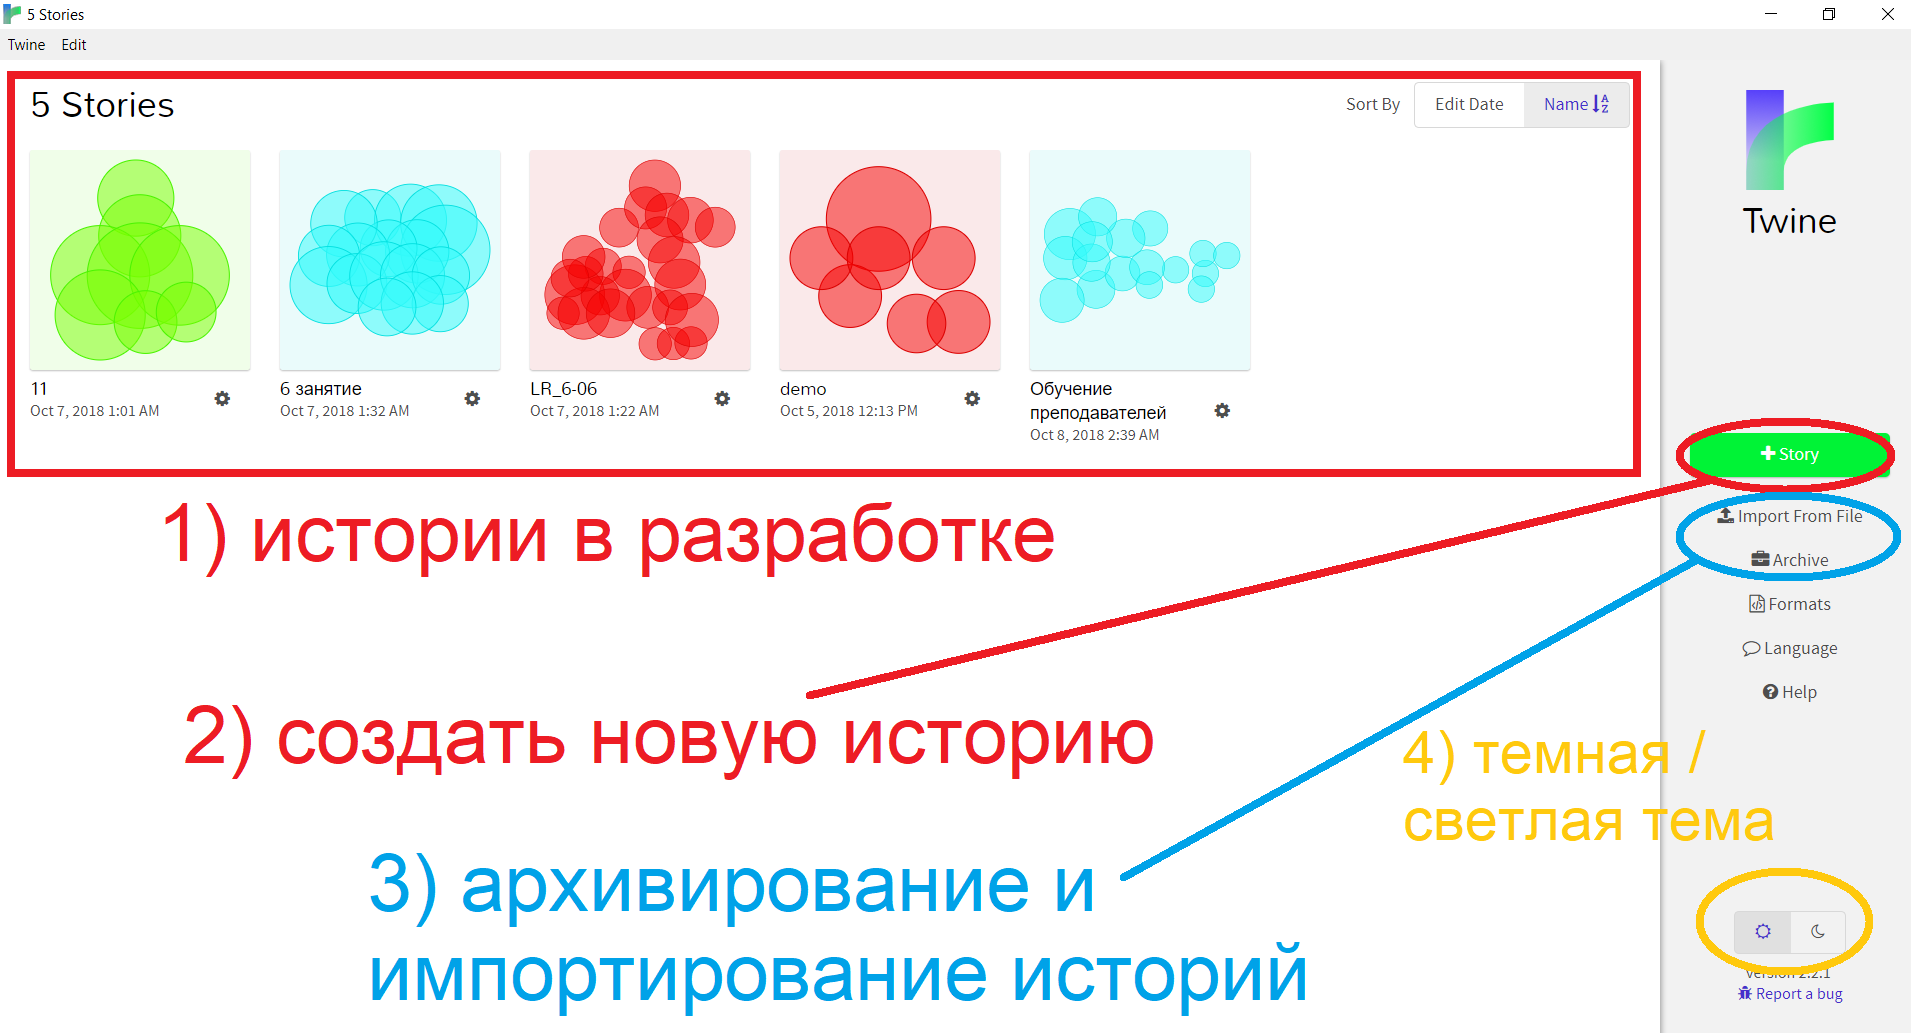 5 Stories
Twine Edit
5 Stories
Sort By Edit Date Name
11
Oct 7, 2018 1:01 AM
6 занятие
Oct 7, 2018 1:32 AM
LR_6-06
Oct 7, 2018 1:22 AM
demo
Oct 5, 2018 12:13 PM
Обучение
преподавателей
Oct 8, 2018 2:39 AM
Twine
Story
Import From File
Archive
Formats
Language
Help
1) истории в разработке
2) создать новую историю
3) архивирование и
импортирование историй
4) темная /
светлая тема
Version 2.2.1
Report a bug